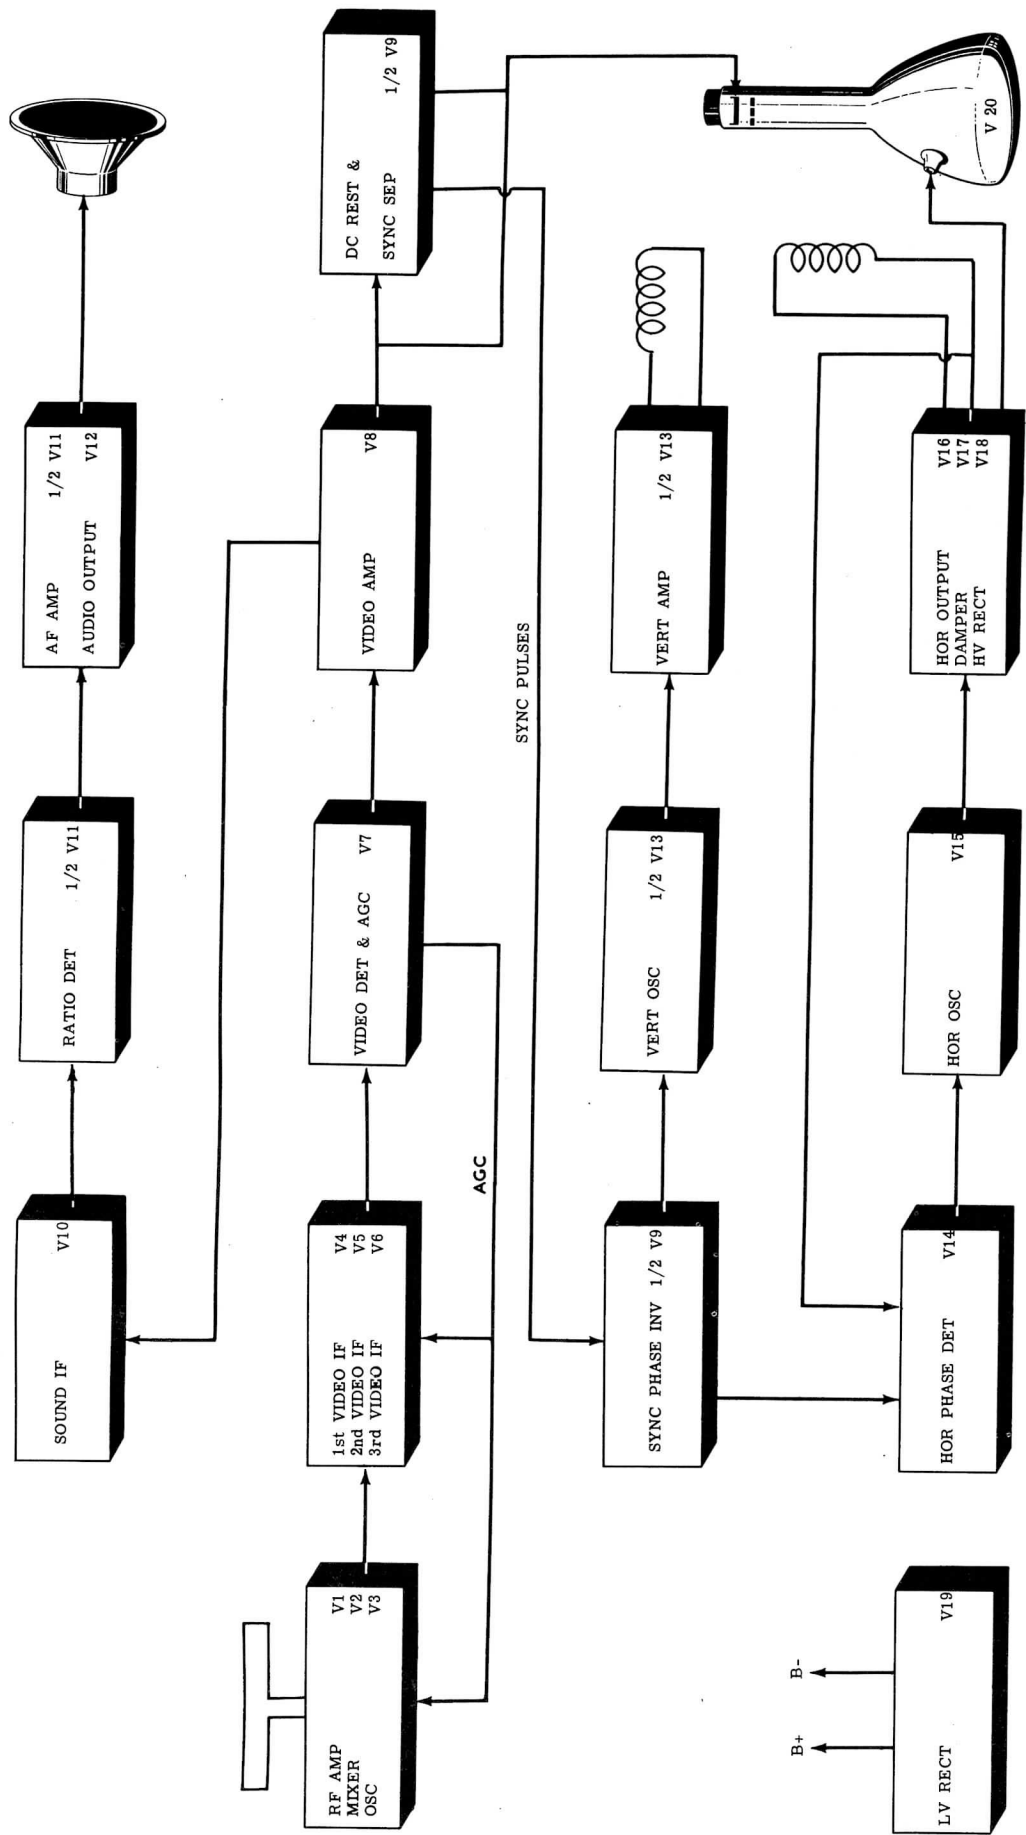 SOUND IF
V10
RATIO DET
1/2 V11
AF AMP
1/2 V11
AUDIO OUTPUT
V12
RF AMP
V1
MIXER
V2
OSC
V3
1st VIDEO IF
V4
2nd VIDEO IF
V5
3rd VIDEO IF
V6
VIDEO DET & AGC
V7
VIDEO AMP
V8
DC REST &
SYNC SEP
1/2 V9
AGC
SYNC PULSES
SYNC PHASE INV 1/2 V9
VERT OSC
1/2 V13
VERT AMP
1/2 V13
B+
B-
LV RECT
V19
HOR PHASE DET
V14
HOR OSC
V15
HOR OUTPUT
V16
DAMPER
V17
HV RECT
V18
V 20